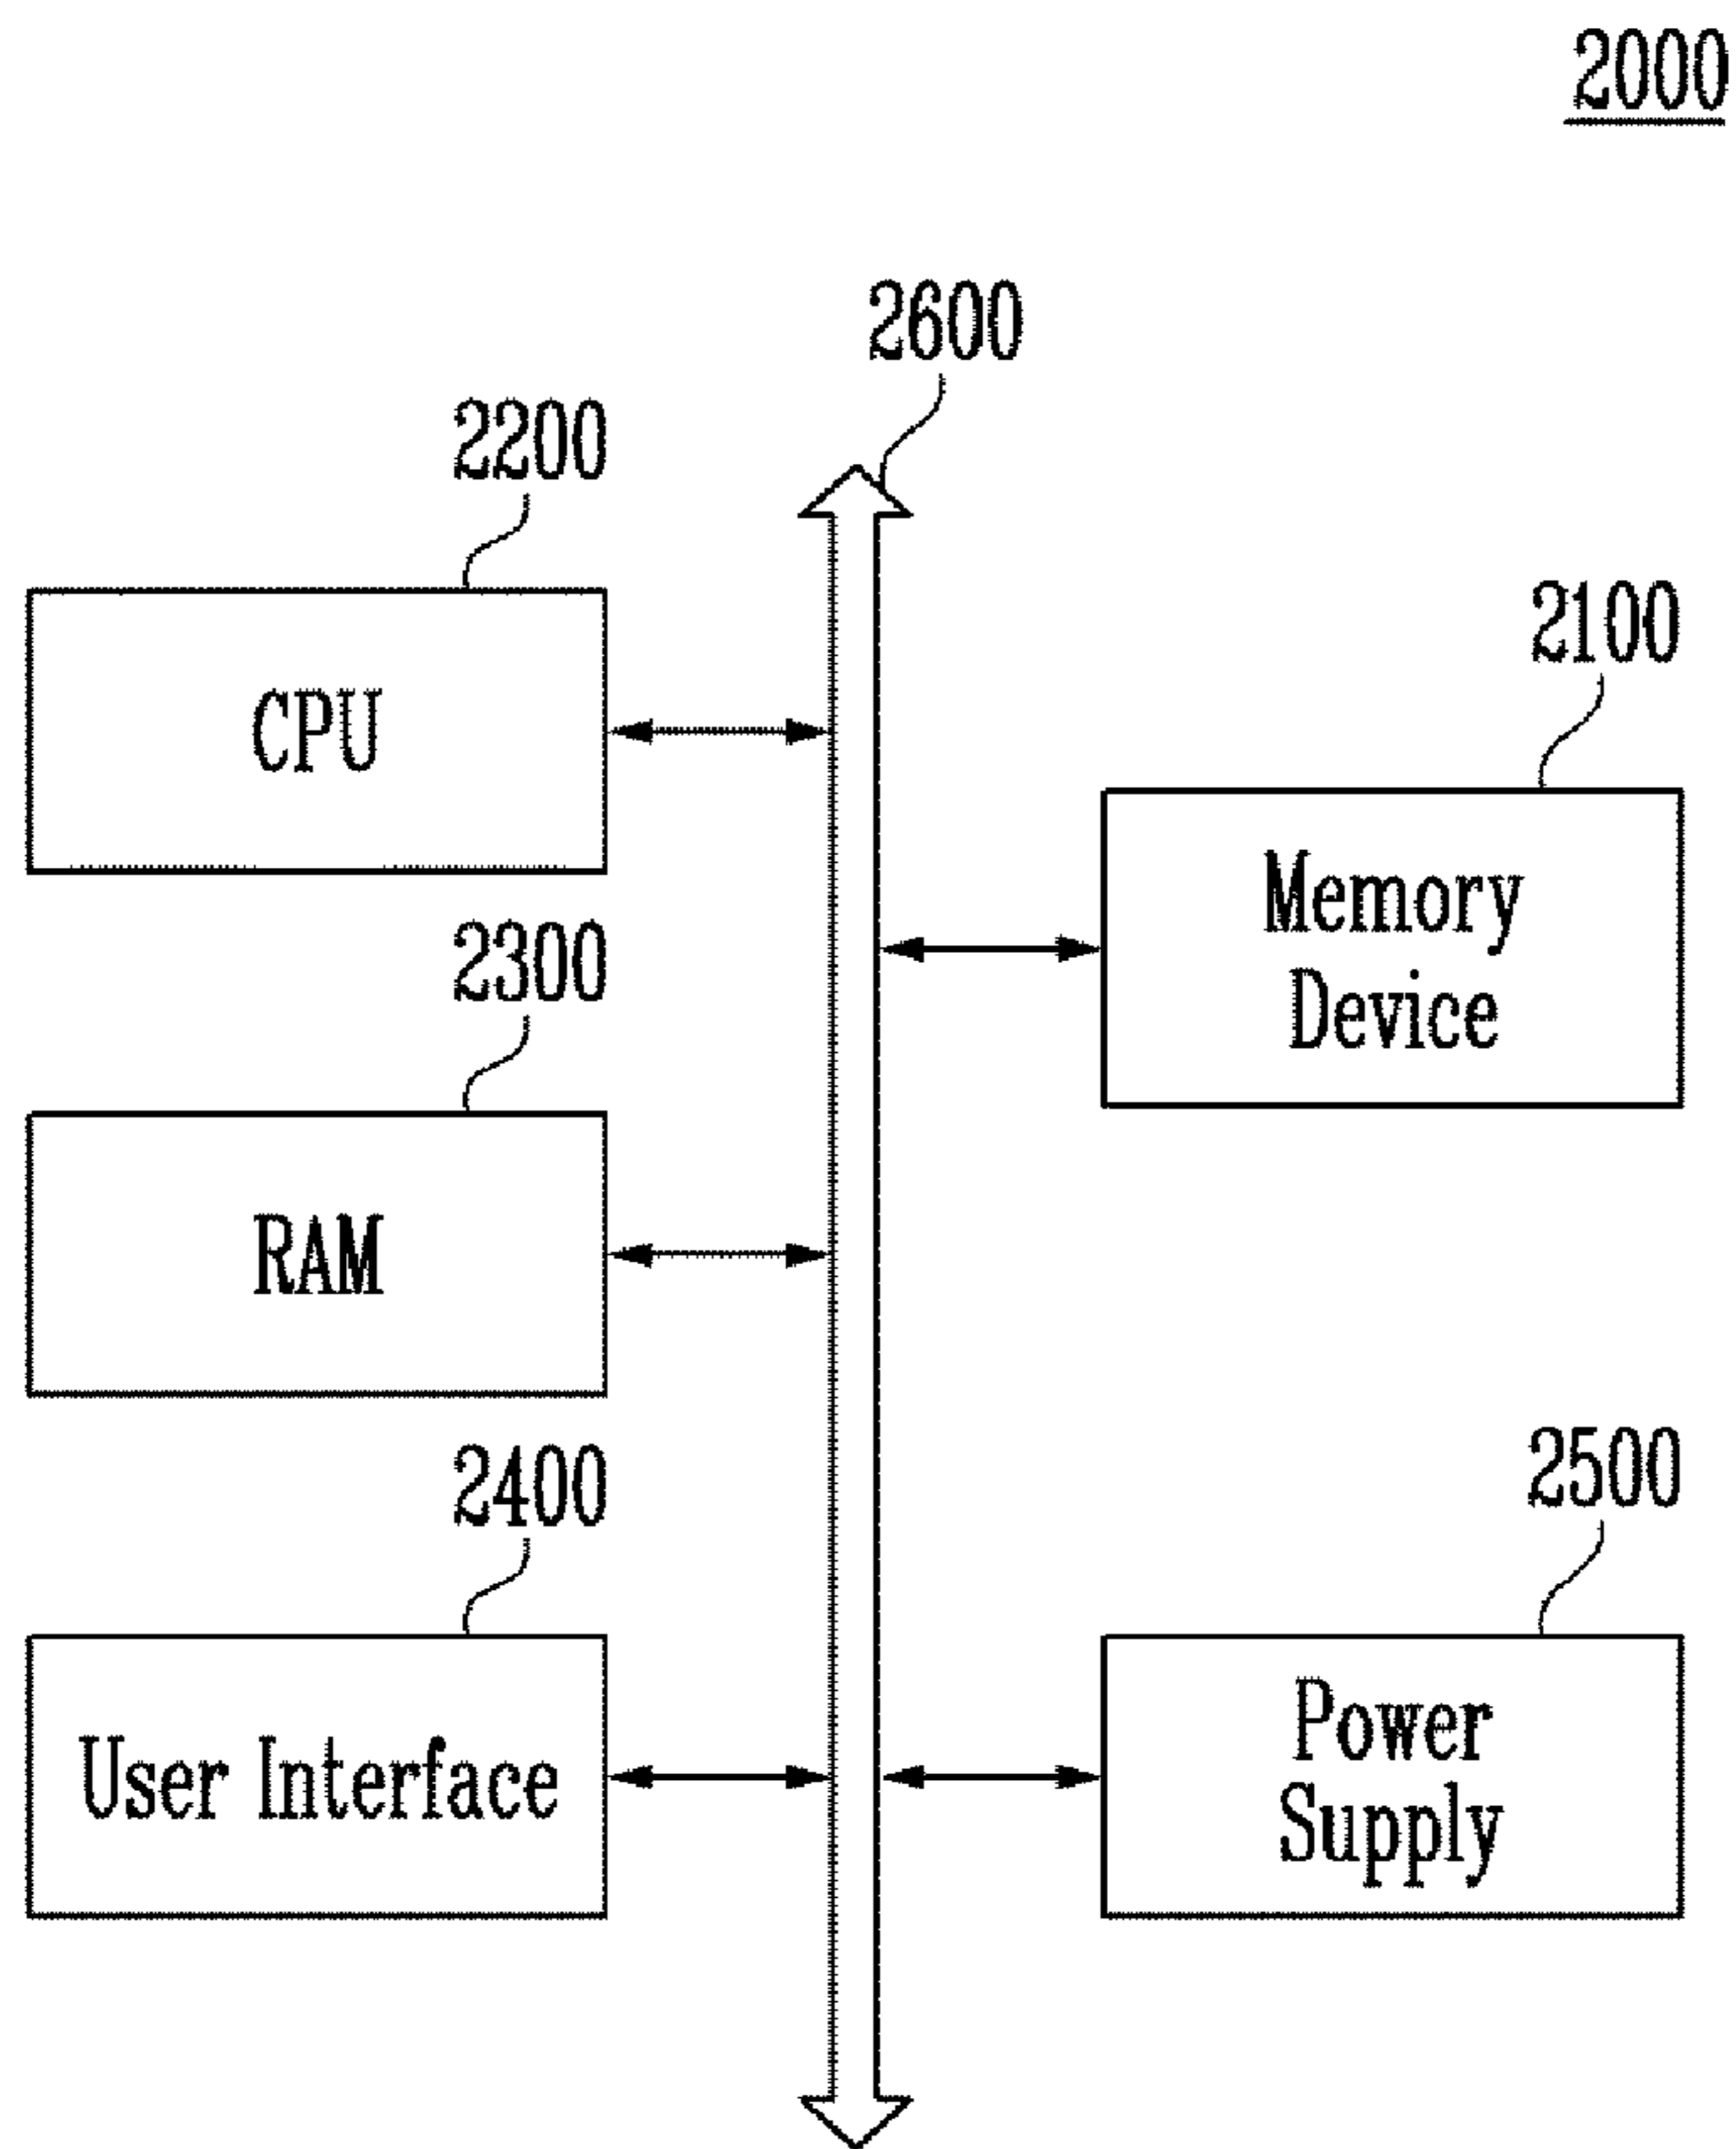 2000
2600
2200
CPU
2100
Memory
Device
2300
RAM
2400
User Interface
2500
Power
Supply